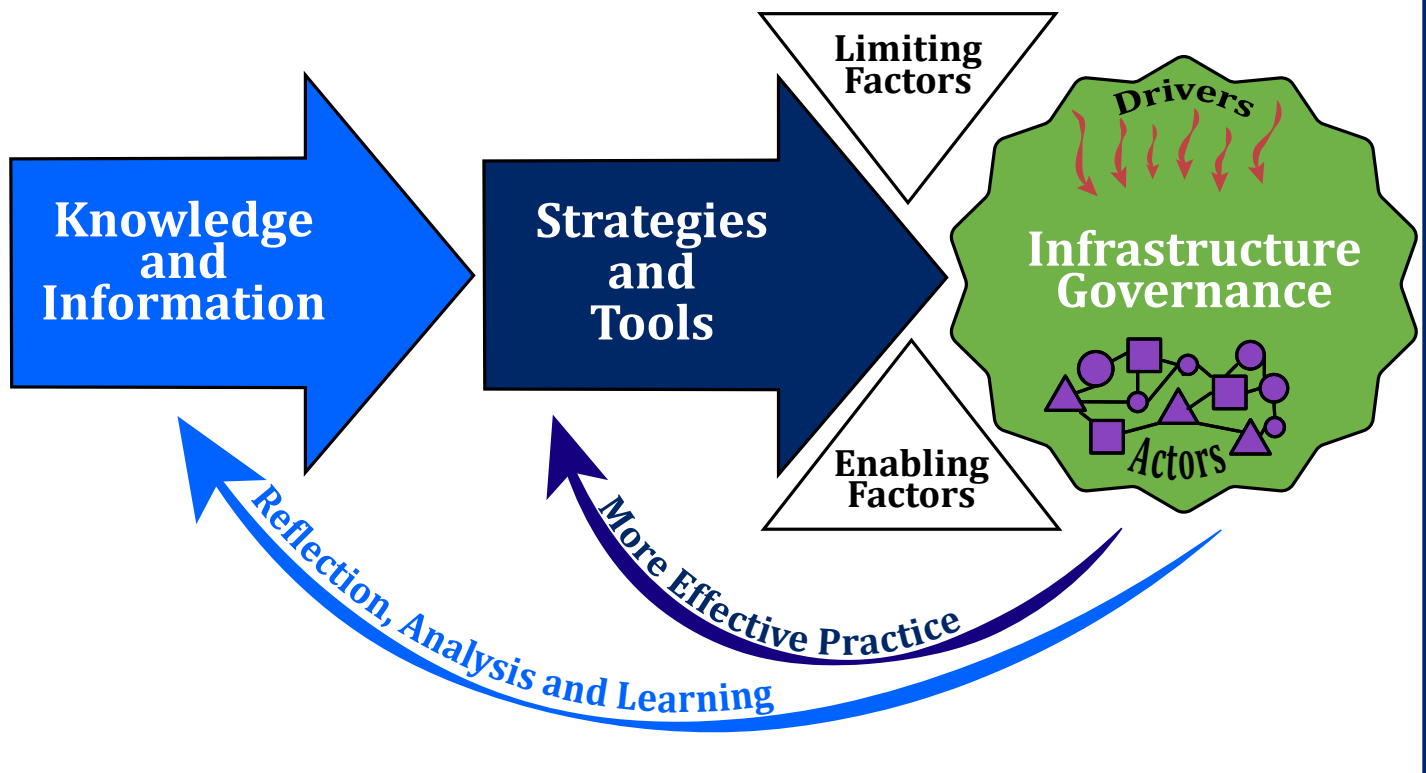 Knowledge
and
Information
Strategies
and
Tools
Limiting
Factors
Enabling
Factors
Drivers
Infrastructure
Governance
Actors
More Effective Practice
Reflection, Analysis and Learning